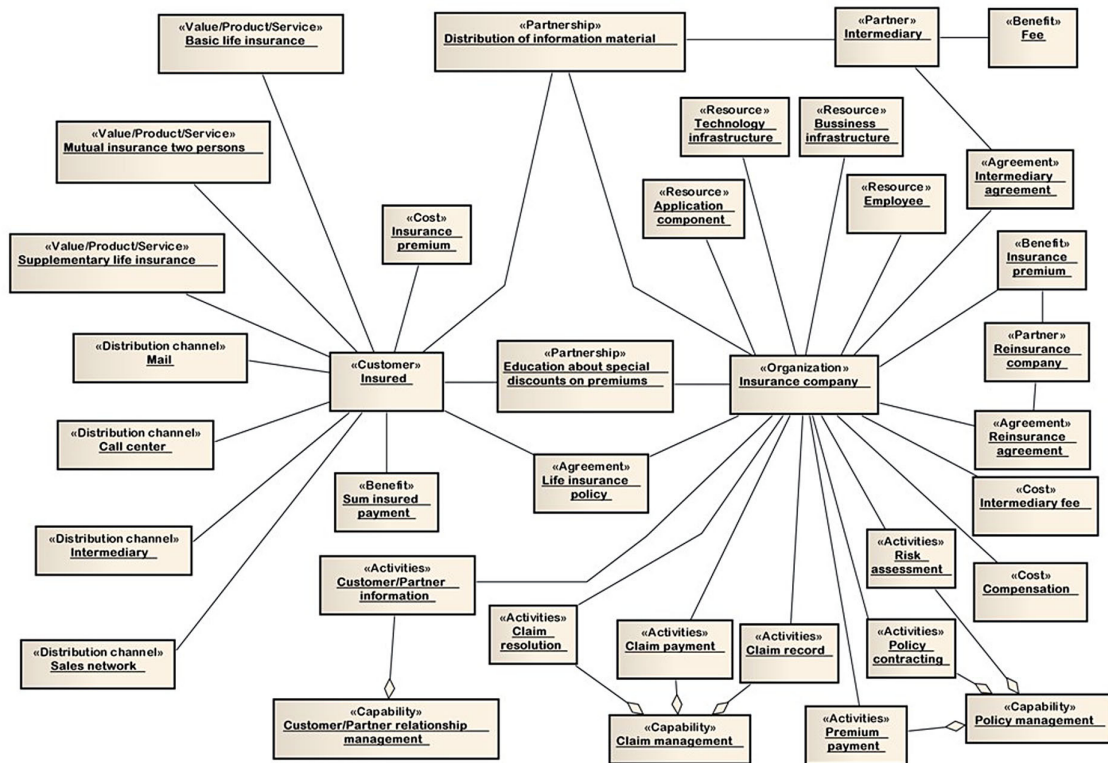 «Value/Product/Service»
Basic life insurance
«Partnership»
Distribution of information material
«Partner»
Intermediary
«Benefit»
Fee
«Value/Product/Service»
Mutual insurance two persons
«Resource»
Technology
infrastructure
«Resource»
Bussiness
infrastructure
«Agreement»
Intermediary
agreement
«Resource»
Application
component
«Resource»
Employee
«Cost»
Insurance
premium
«Value/Product/Service»
Supplementary life insurance
«Benefit»
Insurance
premium
«Distribution channel»
Mail
«Customer»
Insured
«Partnership»
Education about special
discounts on premiums
«Organization»
Insurance company
«Partner»
Reinsurance
company
«Distribution channel»
Call center
«Agreement»
Reinsurance
agreement
«Benefit»
Sum insured
payment
«Agreement»
Life insurance
policy
«Cost»
Intermediary fee
«Distribution channel»
Intermediary
«Activities»
Customer/Partner
information
«Activities»
Risk
assessment
«Cost»
Compensation
«Activities»
Claim
resolution
«Activities»
Claim payment
«Activities»
Claim record
«Activities»
Policy
contracting
«Distribution channel»
Sales network
«Capability»
Customer/Partner relationship
management
«Capability»
Claim management
«Activities»
Premium
payment
«Capability»
Policy management